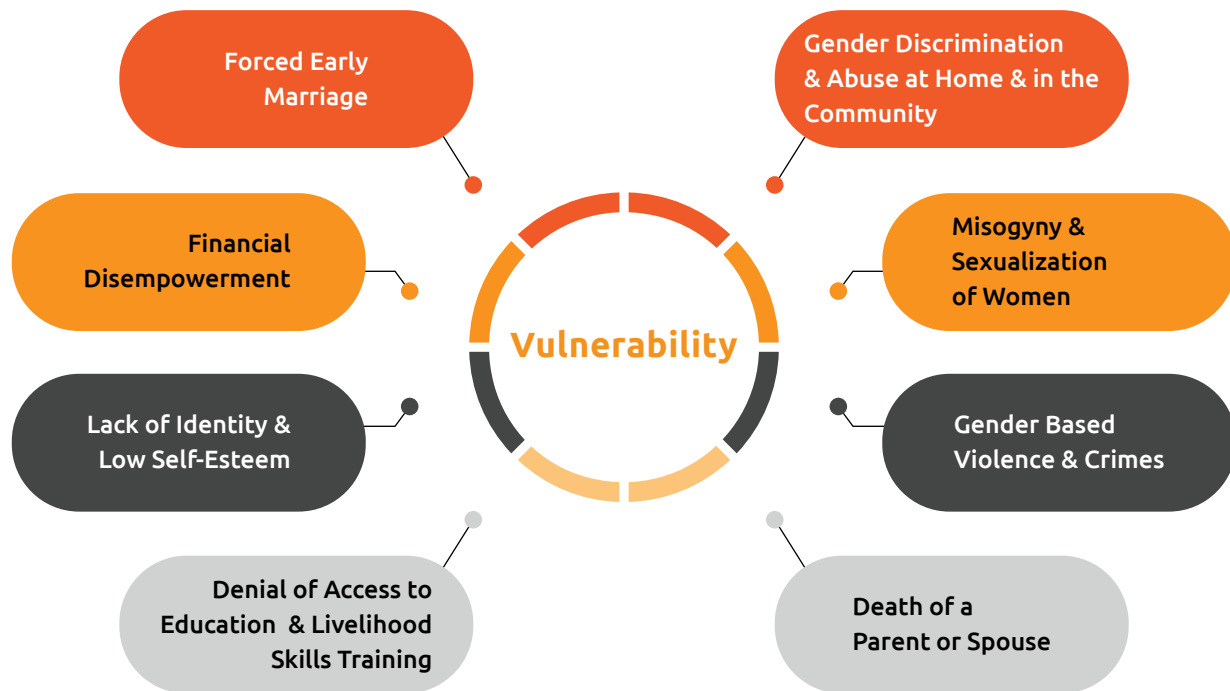 Forced Early
Marriage
Gender Discrimination
& Abuse at Home & in the
Community
Financial
Disempowerment
Misogyny &
Sexualization
of Women
Vulnerability
Lack of Identity &
Low Self-Esteem
Gender Based
Violence & Crimes
Denial of Access to
Education & Livelihood
Skills Training
Death of a
Parent or Spouse